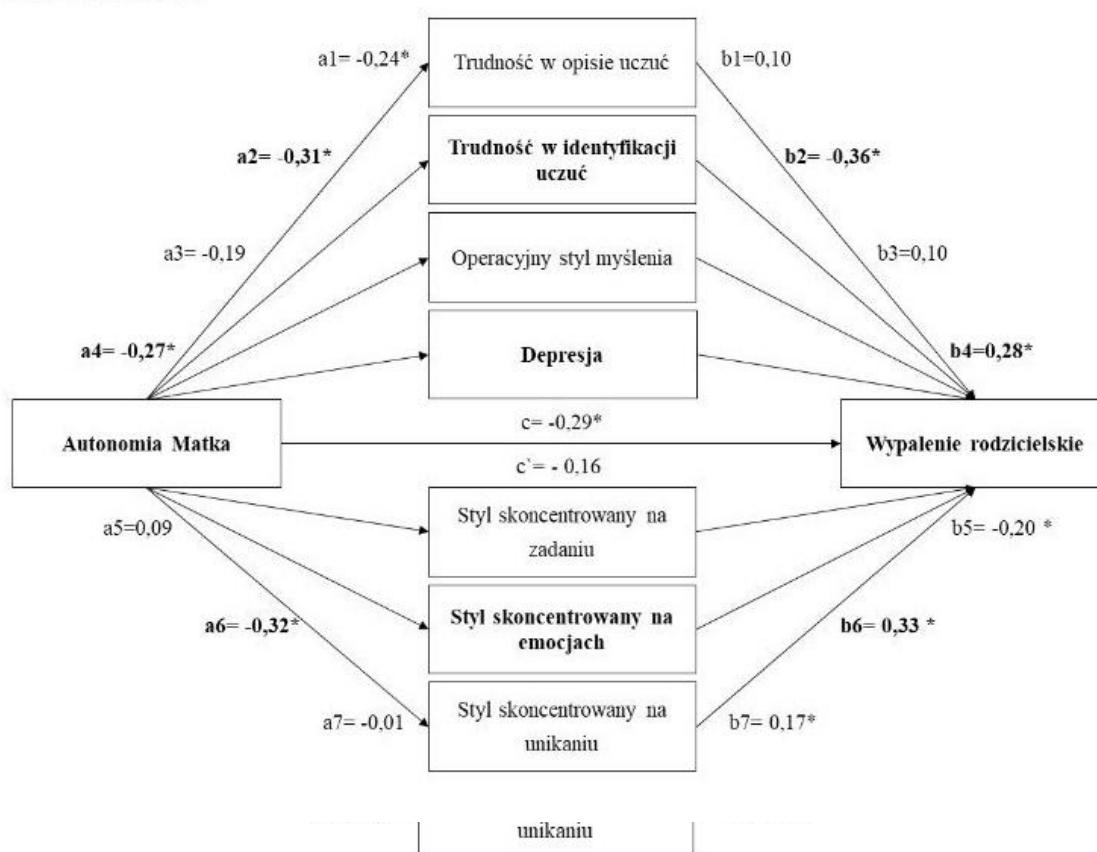 a1= -0,24*
Trudność w opisie uczuć
b1=0,10
a2= -0,31*
Trudność w identyfikacji
uczuć
b2= -0,36*
a3= -0,19
Operacyjny styl myślenia
b3=0,10
a4= -0,27*
Depresja
b4=0,28*
Autonomia Matka
c= -0,29*
c`= - 0,16
Wypalenie rodzicielskie
a5=0,09
Styl skoncentrowany na
zadaniu
b5= -0,20 *
a6= -0,32*
Styl skoncentrowany na
emocjach
b6= 0,33 *
a7= -0,01
Styl skoncentrowany na
unikaniu
b7= 0,17*
unikaniu